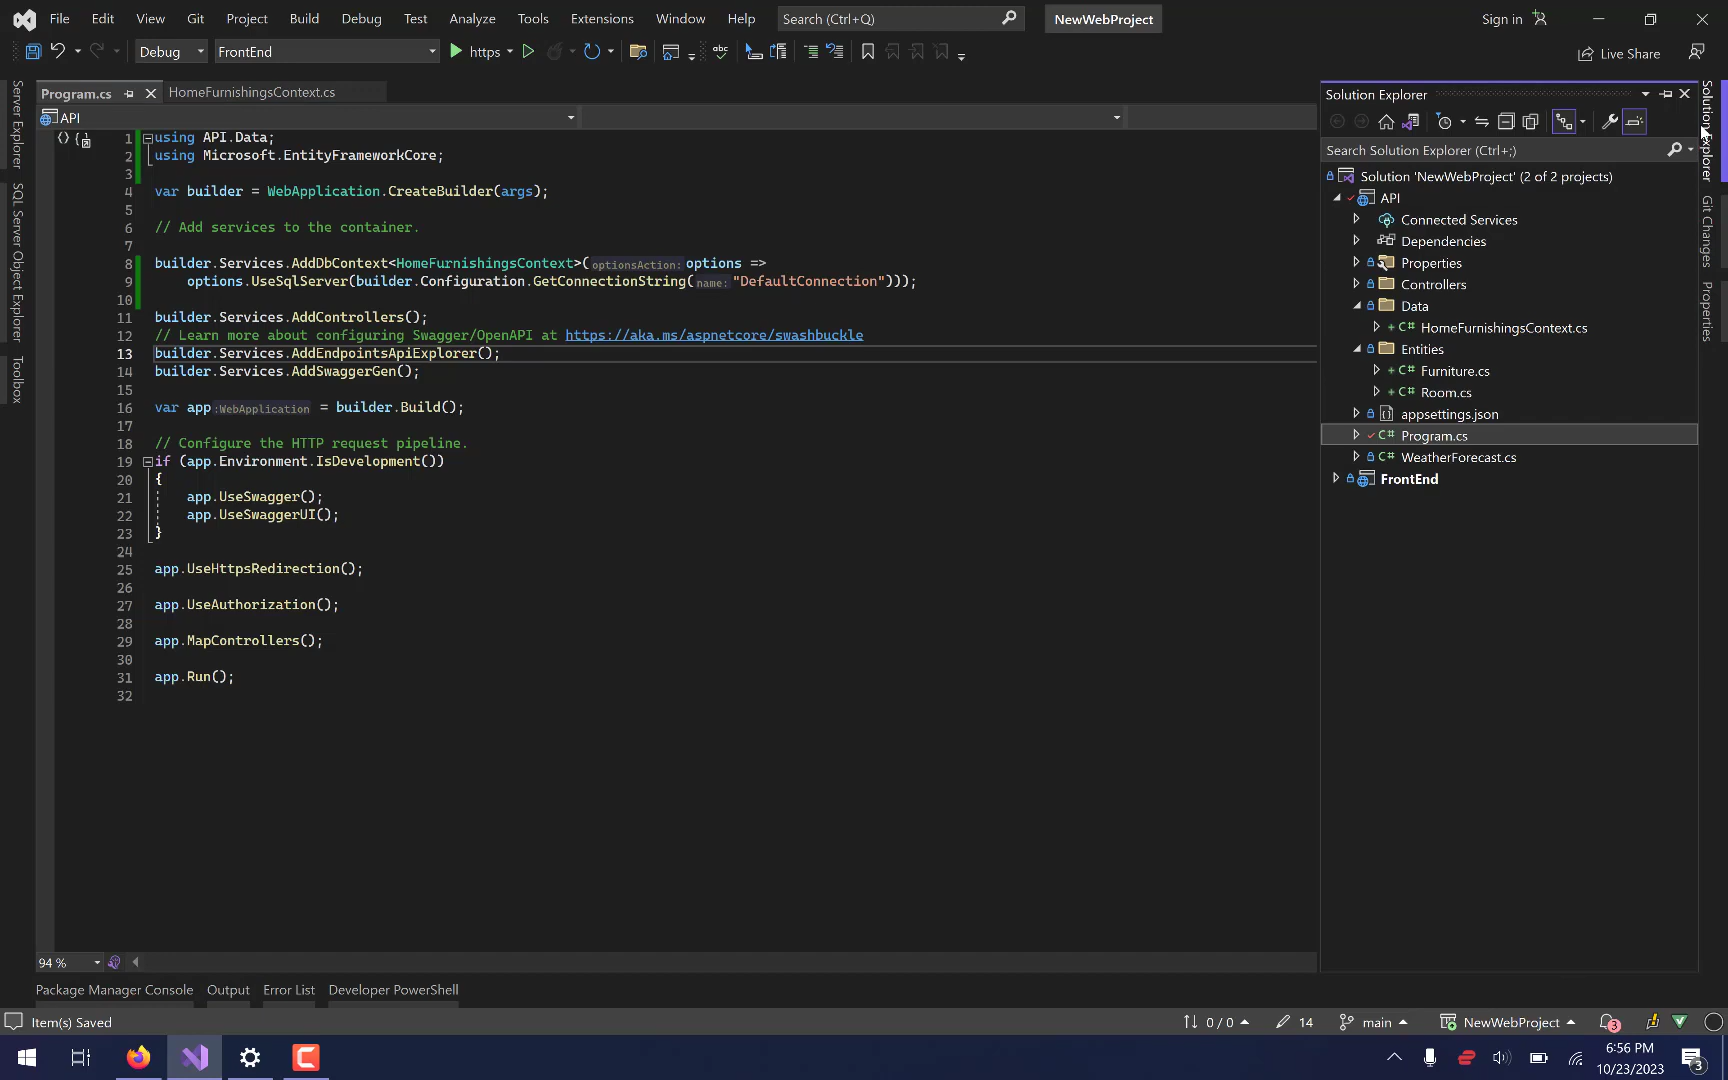 File Edit View Git Project Build Debug Test Analyze Tools Extensions Window Help Search (Ctrl+Q) NewWebProject Sign in
Debug FrontEnd https Live Share
Program.cs HomeFurnishingsContext.cs
API
Server Explorer
SQL Server Object Explorer
Toolbox
1 using API.Data;
2 using Microsoft.EntityFrameworkCore;
3
4 var builder = WebApplication.CreateBuilder(args);
5
6 // Add services to the container.
7
8 builder.Services.AddDbContext<HomeFurnishingsContext>(optionsAction: options =>
9 options.UseSqlServer(builder.Configuration.GetConnectionString(name: "DefaultConnection")));
10
11 builder.Services.AddControllers();
12 // Learn more about configuring Swagger/OpenAPI at https://aka.ms/aspnetcore/swashbuckle
13 builder.Services.AddEndpointsApiExplorer();
14 builder.Services.AddSwaggerGen();
15
16 var app :WebApplication = builder.Build();
17
18 // Configure the HTTP request pipeline.
19 if (app.Environment.IsDevelopment())
20 {
21 app.UseSwagger();
22 app.UseSwaggerUI();
23 }
24
25 app.UseHttpsRedirection();
26
27 app.UseAuthorization();
28
29 app.MapControllers();
30
31 app.Run();
32
Solution Explorer
Search Solution Explorer (Ctrl+;)
Solution 'NewWebProject' (2 of 2 projects)
API
Connected Services
Dependencies
Properties
Controllers
Data
C# HomeFurnishingsContext.cs
Entities
C# Furniture.cs
C# Room.cs
appsettings.json
C# Program.cs
C# WeatherForecast.cs
FrontEnd
Solution Explorer
Git Changes
Properties
94 %
Package Manager Console Output Error List Developer PowerShell
Item(s) Saved 0 / 0 14 main NewWebProject 3
6:56 PM
10/23/2023
3